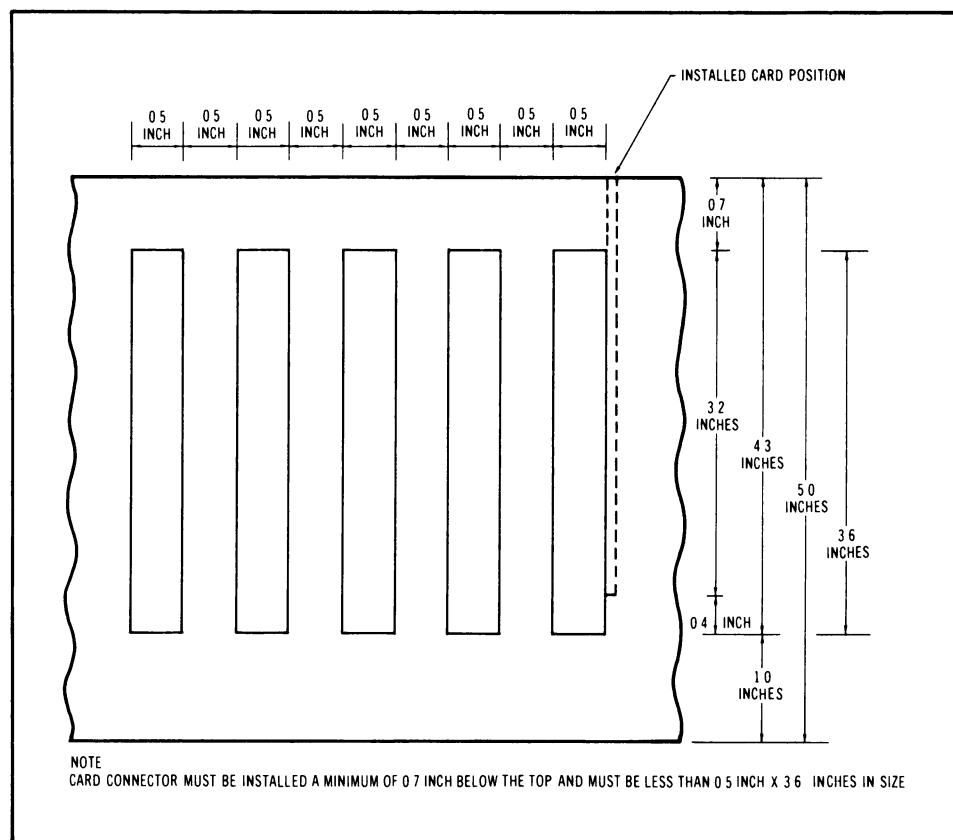 INSTALLED CARD POSITION
0 5 INCH
0 5 INCH
0 5 INCH
0 5 INCH
0 5 INCH
0 5 INCH
0 5 INCH
0 5 INCH
0 5 INCH
0 7
INCH
3 2
INCHES
4 3
INCHES
5 0
INCHES
3 6
INCHES
0 4 INCH
1 0
INCHES
NOTE
CARD CONNECTOR MUST BE INSTALLED A MINIMUM OF 0 7 INCH BELOW THE TOP AND MUST BE LESS THAN 0 5 INCH X 3 6 INCHES IN SIZE